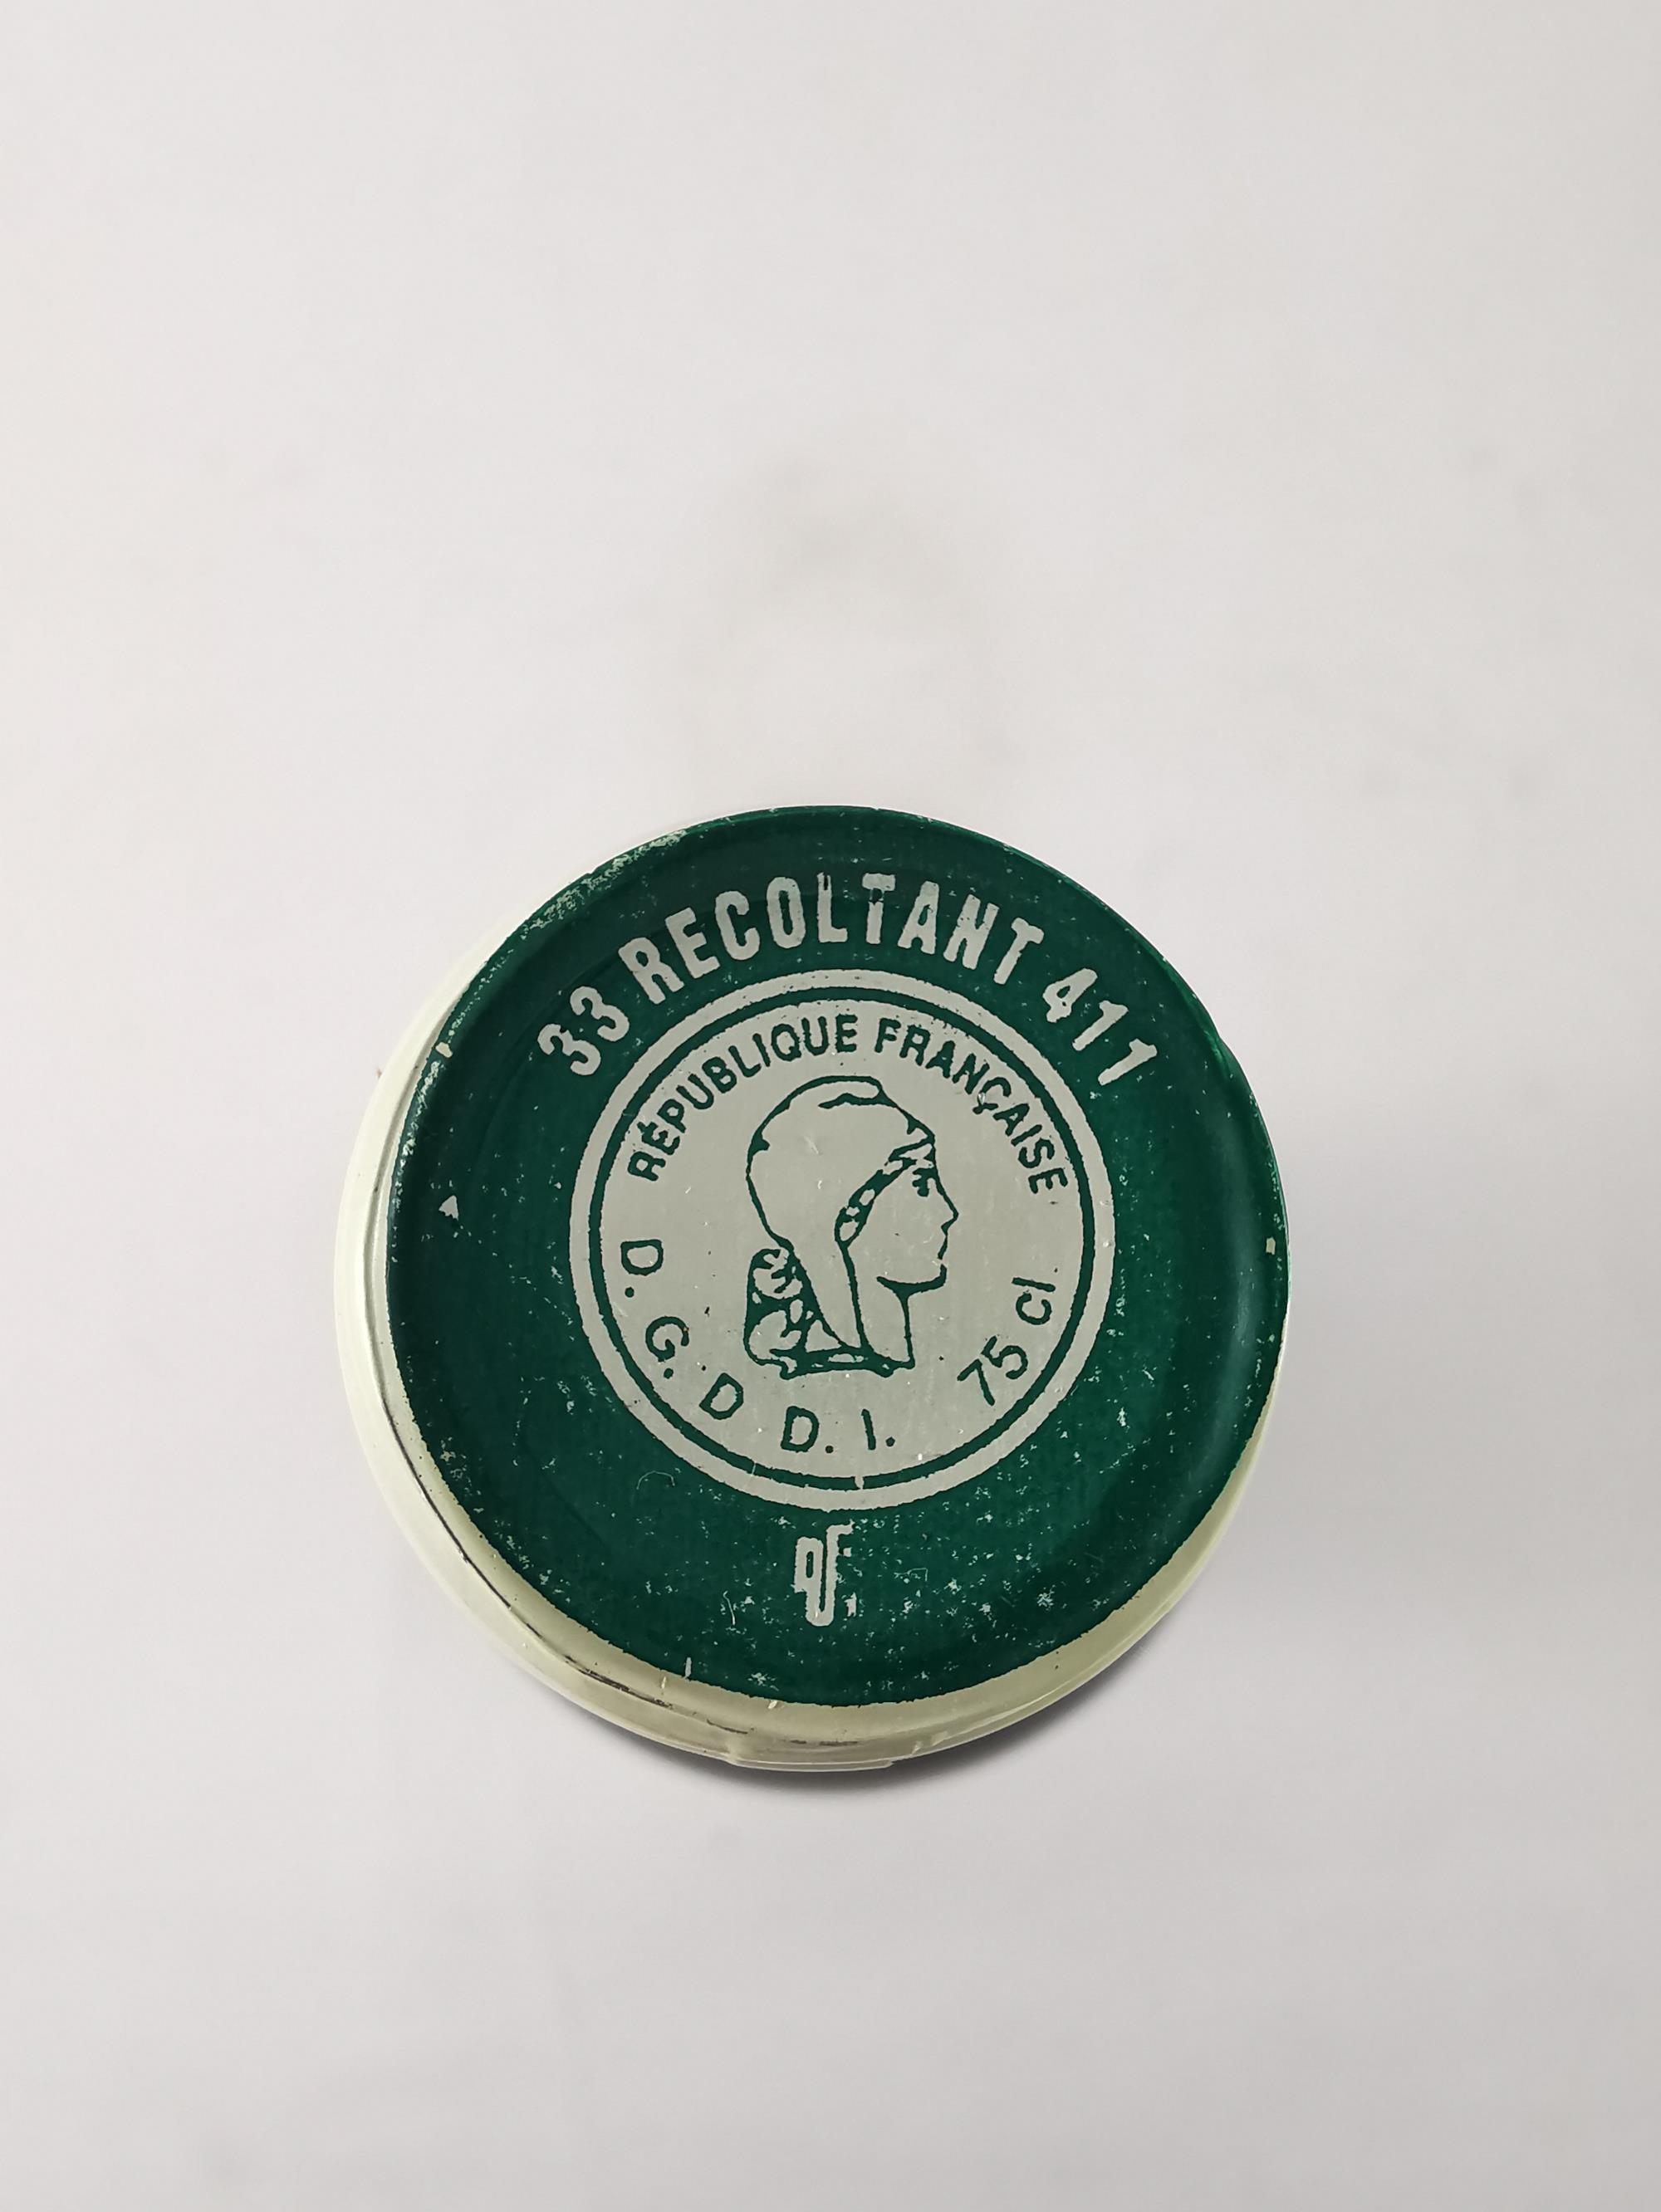 33 RECOLTANT 411
RÉPUBLIQUE FRANÇAISE
D. G. D D. I. 75 cl